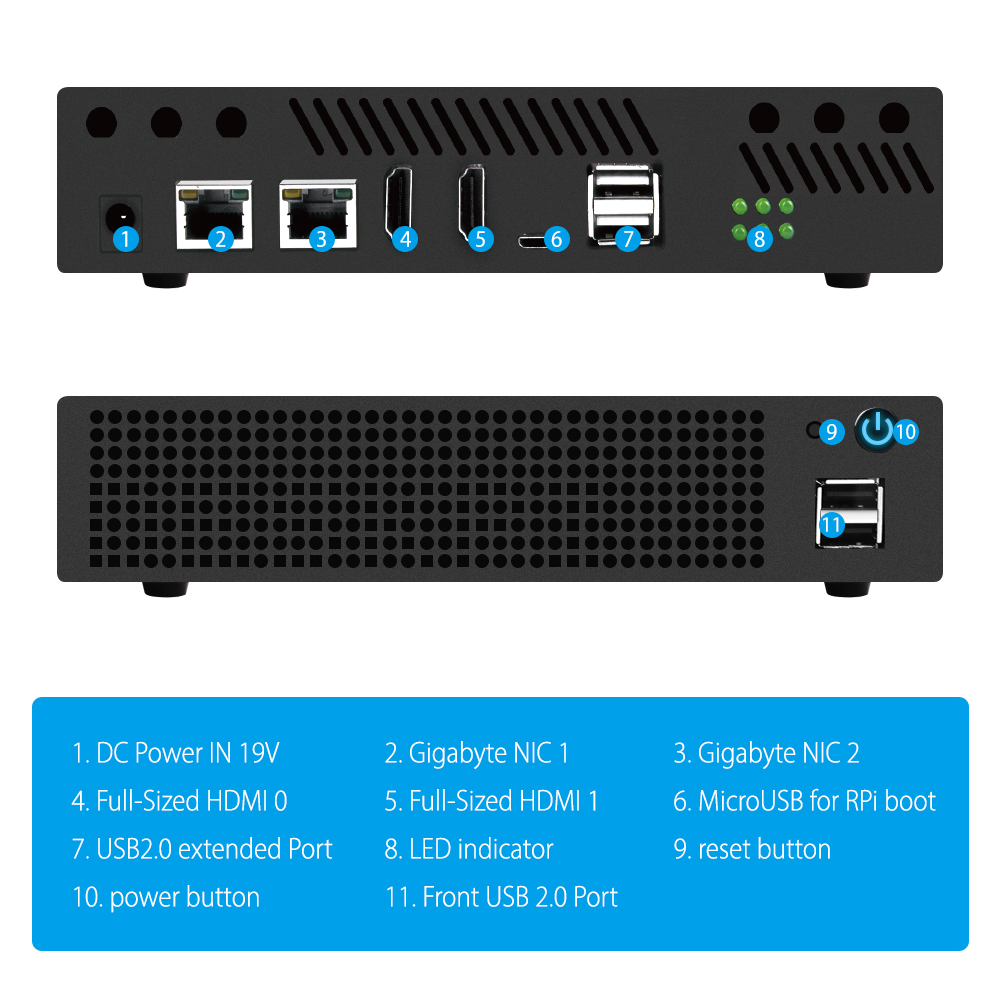 1 2 3 4 5 6 7 8
9 10
11
1. DC Power IN 19V 2. Gigabyte NIC 1 3. Gigabyte NIC 2
4. Full-Sized HDMI 0 5. Full-Sized HDMI 1 6. MicroUSB for RPi boot
7. USB2.0 extended Port 8. LED indicator 9. reset button
10. power button 11. Front USB 2.0 Port